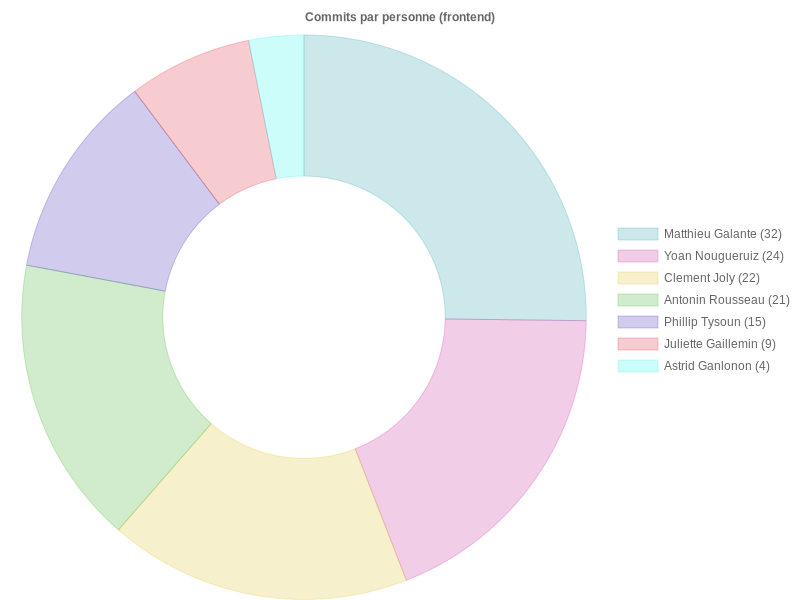 Commits par personne (frontend)
Matthieu Galante (32)
Yoan Nougueruiz (24)
Clement Joly (22)
Antonin Rousseau (21)
Phillip Tysoun (15)
Juliette Gaillemin (9)
Astrid Ganlonon (4)